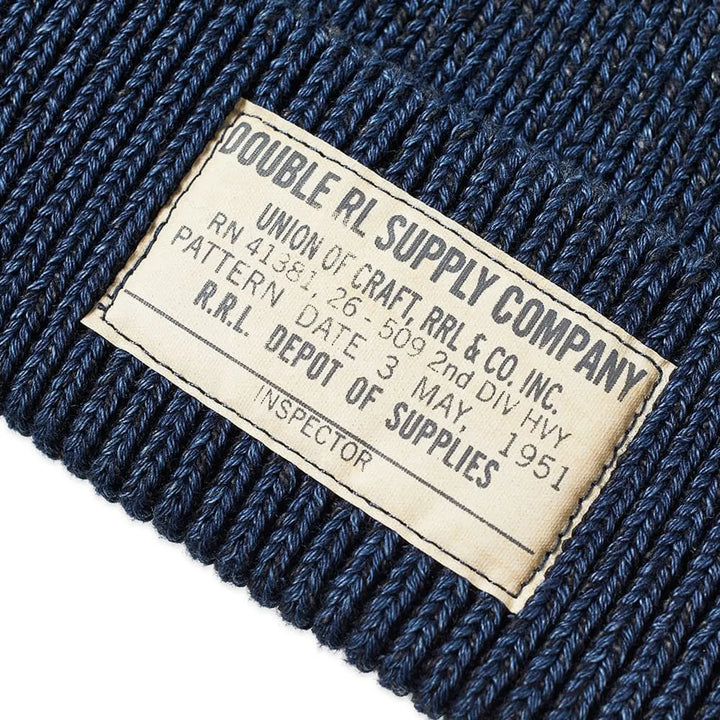 DOUBLE RL SUPPLY COMPANY
UNION OF CRAFT, RRL & CO. INC.
RN 41381, 26-509 2nd DIV HVY
PATTERN DATE 3 MAY, 1951
R.R.L. DEPOT OF SUPPLIES
INSPECTOR